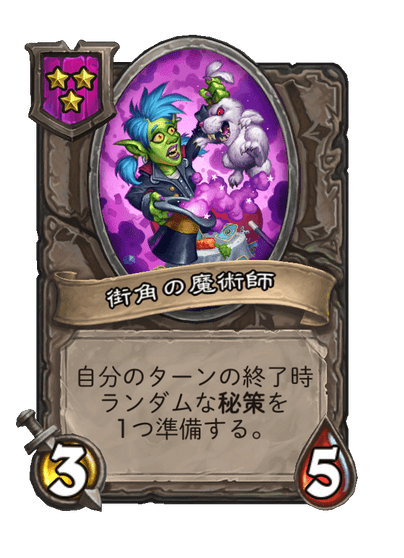 街角の魔術師
自分のターンの終了時
ランダムな秘策を
1つ準備する。
3
5